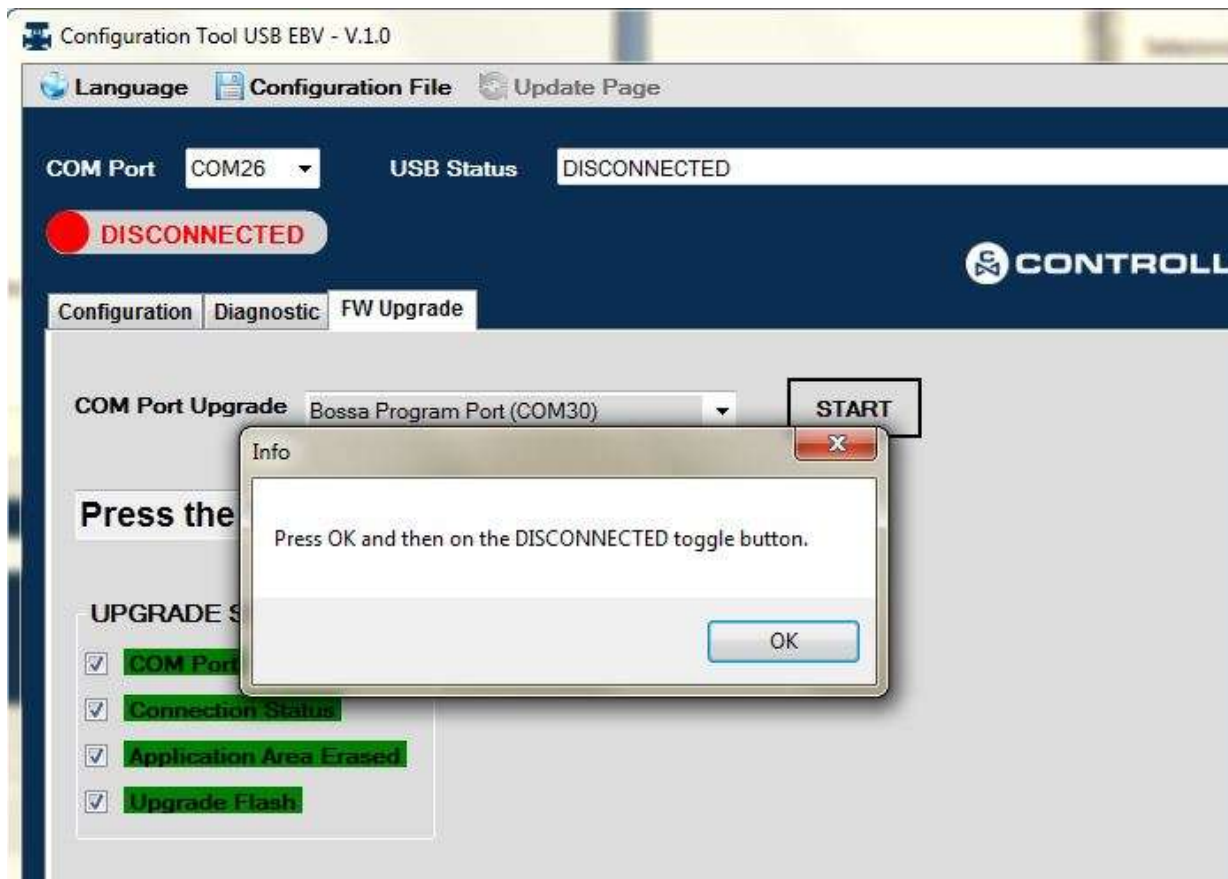 Configuration Tool USB EBV - V.1.0
Language Configuration File Update Page
COM Port COM26 USB Status DISCONNECTED
DISCONNECTED
CONTROLL
Configuration Diagnostic FW Upgrade
COM Port Upgrade Bossa Program Port (COM30) START
Info
Press the
Press OK and then on the DISCONNECTED toggle button.
UPGRADE S
OK
COM Port
Connection Status
Application Area Erased
Upgrade Flash